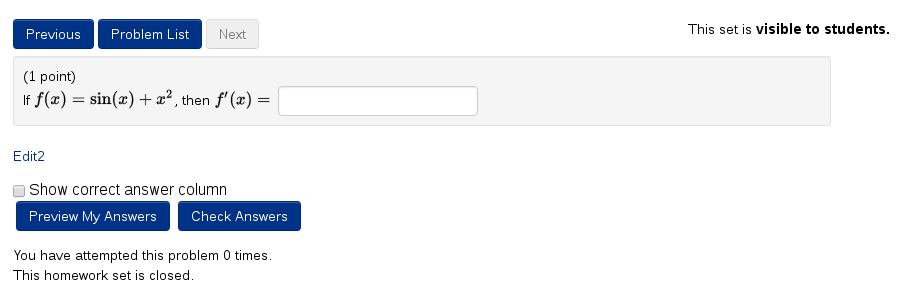 Previous Problem List Next
This set is visible to students.
(1 point)
If f(x) = sin(x) + x², then f′(x) =
Edit2
Show correct answer column
Preview My Answers Check Answers
You have attempted this problem 0 times.
This homework set is closed.